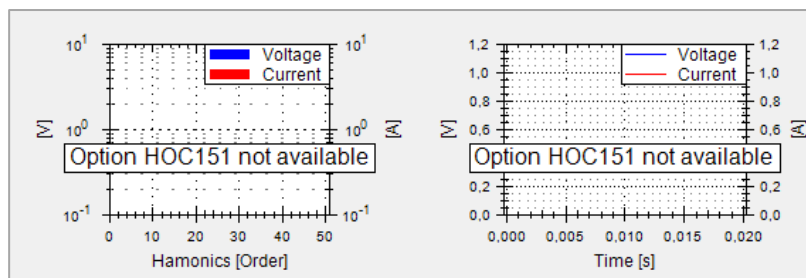 10¹
10⁰
10⁻¹
[V]
Voltage
Current
10¹
10⁰
10⁻¹
[A]
Option HOC151 not available
0 10 20 30 40 50
Hamonics [Order]
1,2
1,0
0,8
0,6
0,2
0,0
[V]
Voltage
Current
1,2
1,0
0,8
0,6
0,2
0,0
[A]
Option HOC151 not available
0,000 0,005 0,010 0,015 0,020
Time [s]